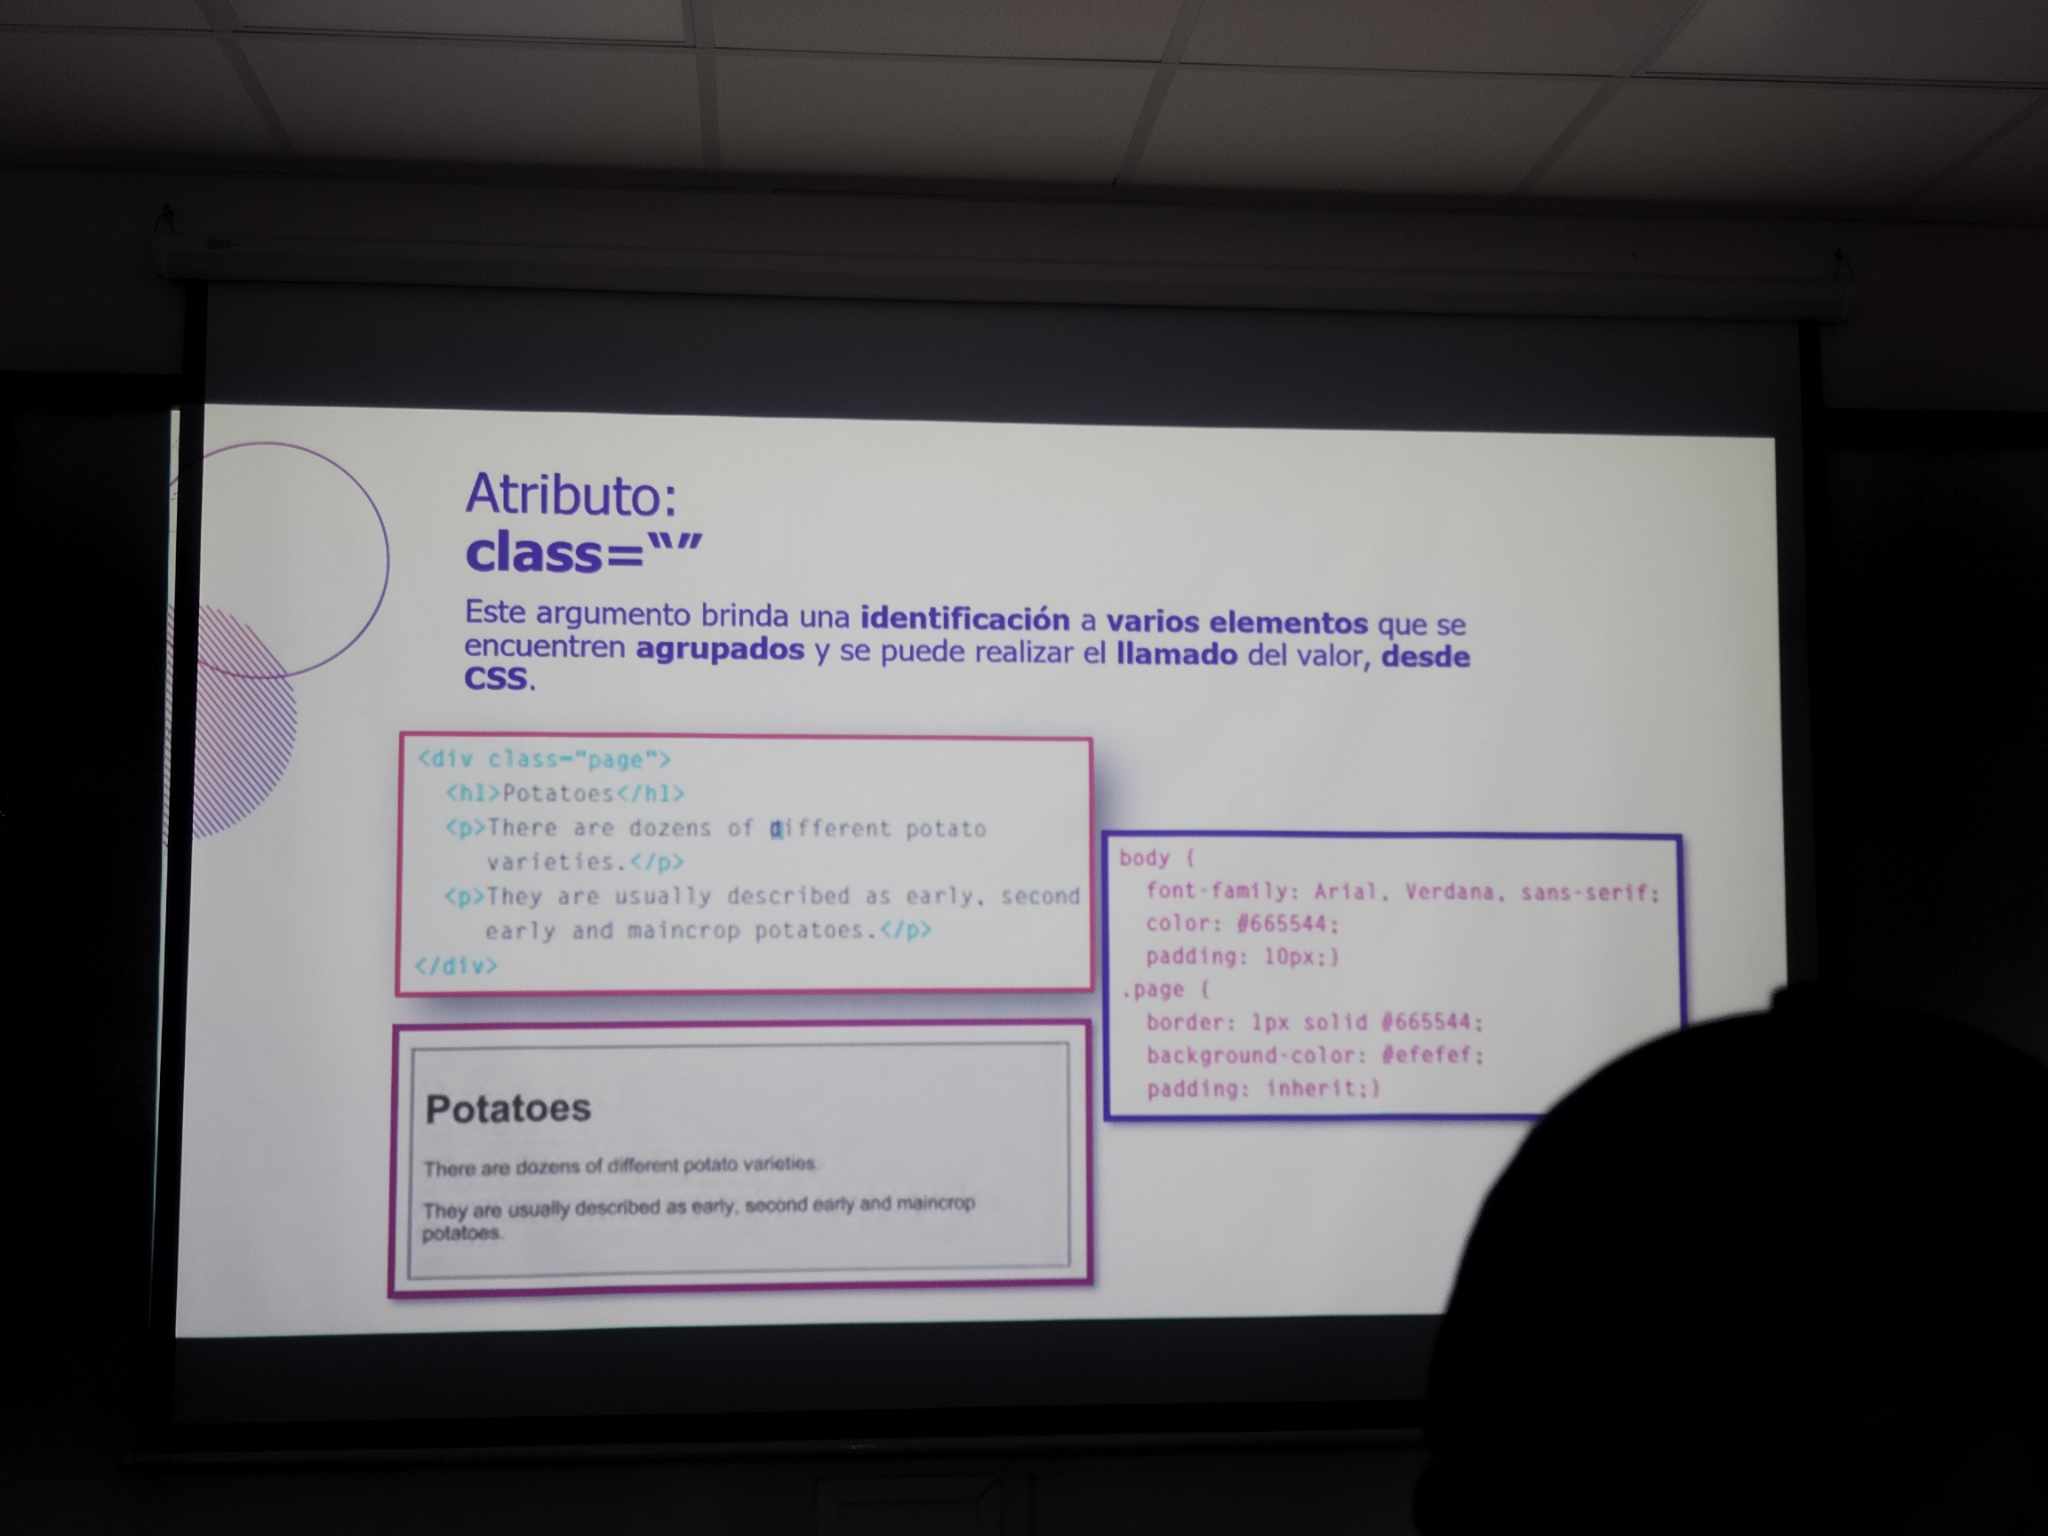 Atributo:
class=“”
Este argumento brinda una identificación a varios elementos que se
encuentren agrupados y se puede realizar el llamado del valor, desde
CSS.
<div class="page">
<h1>Potatoes</h1>
<p>There are dozens of different potato
varieties.</p>
<p>They are usually described as early, second
early and maincrop potatoes.</p>
</div>
body {
font-family: Arial, Verdana, sans-serif;
color: #665544;
padding: 10px;}
.page {
border: 1px solid #665544;
background-color: #efefef;
padding: inherit;}
Potatoes
There are dozens of different potato varieties.
They are usually described as early, second early and maincrop
potatoes.